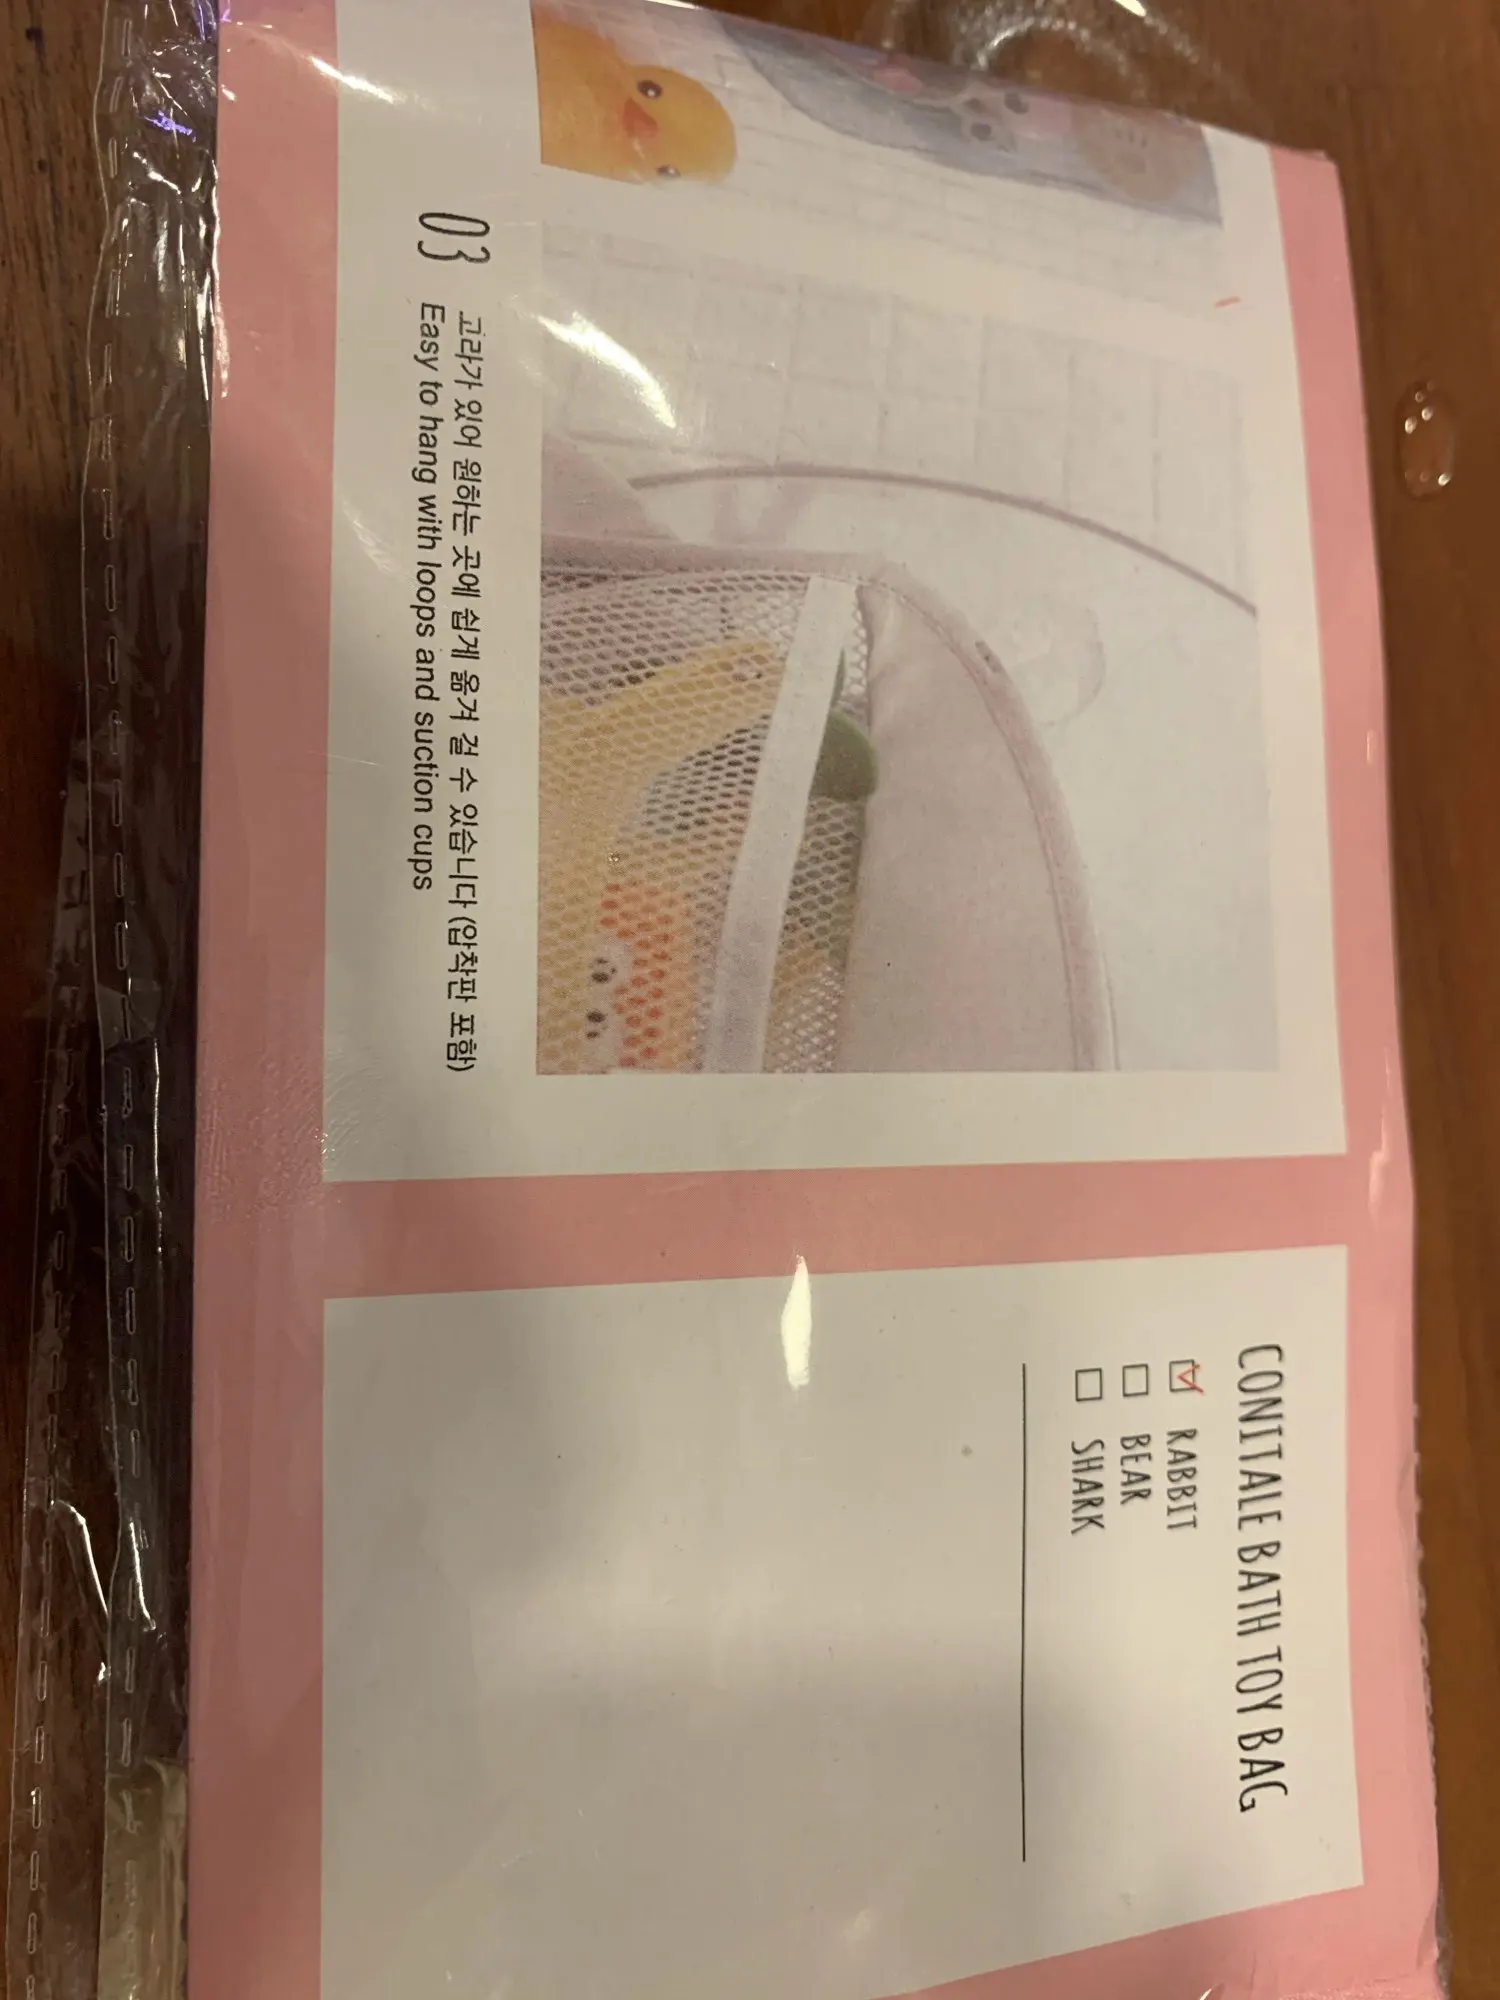 03
고리가 있어 원하는 곳에 쉽게 옮겨 걸 수 있습니다 (압착판 포함)
Easy to hang with loops and suction cups
CONITALE BATH TOY BAG
RABBIT
BEAR
SHARK